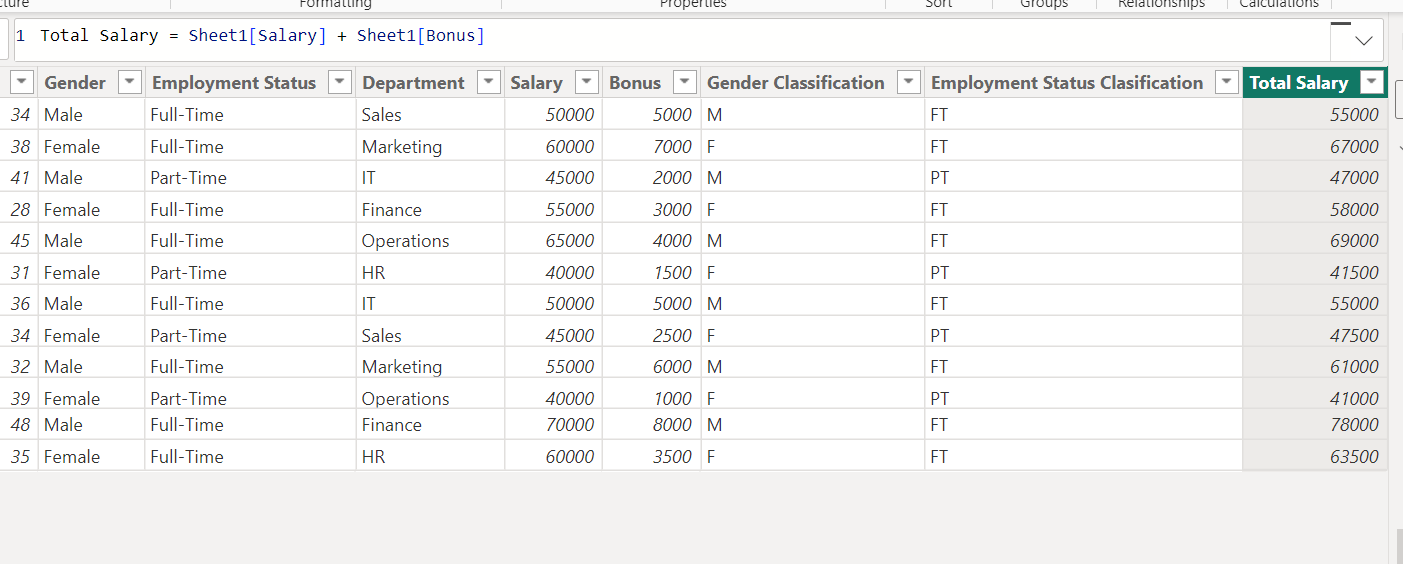 Formatting Properties Sort Groups Relationships Calculations
1 Total Salary = Sheet1[Salary] + Sheet1[Bonus]
Gender Employment Status Department Salary Bonus Gender Classification Employment Status Clasification Total Salary
34 Male Full-Time Sales 50000 5000 M FT 55000
38 Female Full-Time Marketing 60000 7000 F FT 67000
41 Male Part-Time IT 45000 2000 M PT 47000
28 Female Full-Time Finance 55000 3000 F FT 58000
45 Male Full-Time Operations 65000 4000 M FT 69000
31 Female Part-Time HR 40000 1500 F PT 41500
36 Male Full-Time IT 50000 5000 M FT 55000
34 Female Part-Time Sales 45000 2500 F PT 47500
32 Male Full-Time Marketing 55000 6000 M FT 61000
39 Female Part-Time Operations 40000 1000 F PT 41000
48 Male Full-Time Finance 70000 8000 M FT 78000
35 Female Full-Time HR 60000 3500 F FT 63500